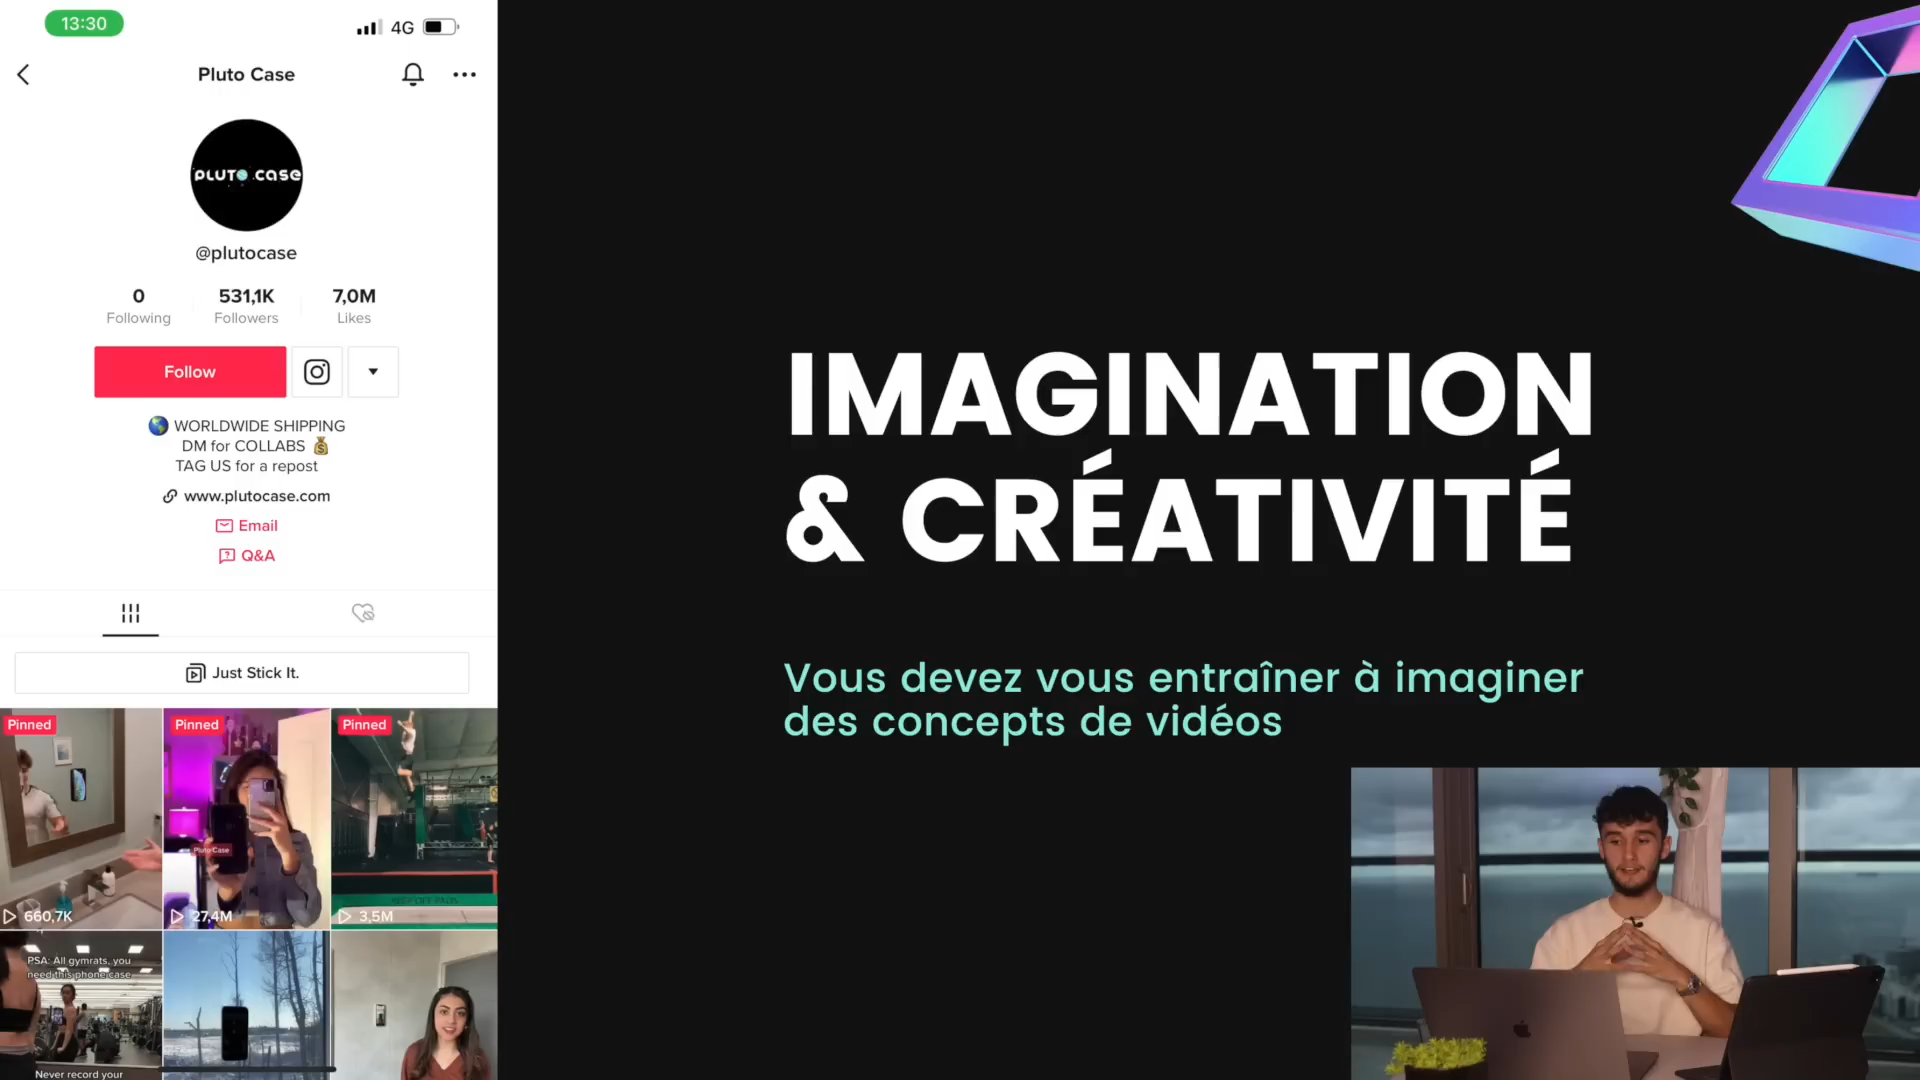 13:30
4G
Pluto Case
PLUTO CASE
@plutocase
0
Following
531,1K
Followers
7,0M
Likes
Follow
WORLDWIDE SHIPPING
DM for COLLABS
TAG US for a repost
www.plutocase.com
Email
Q&A
Just Stick It.
Pinned
Pinned
Pinned
Pluto Case
660,7K
27,4M
3,5M
PSA: All gymrats, you
need this phone case
Never record your
IMAGINATION
& CRÉATIVITÉ
Vous devez vous entraîner à imaginer
des concepts de vidéos